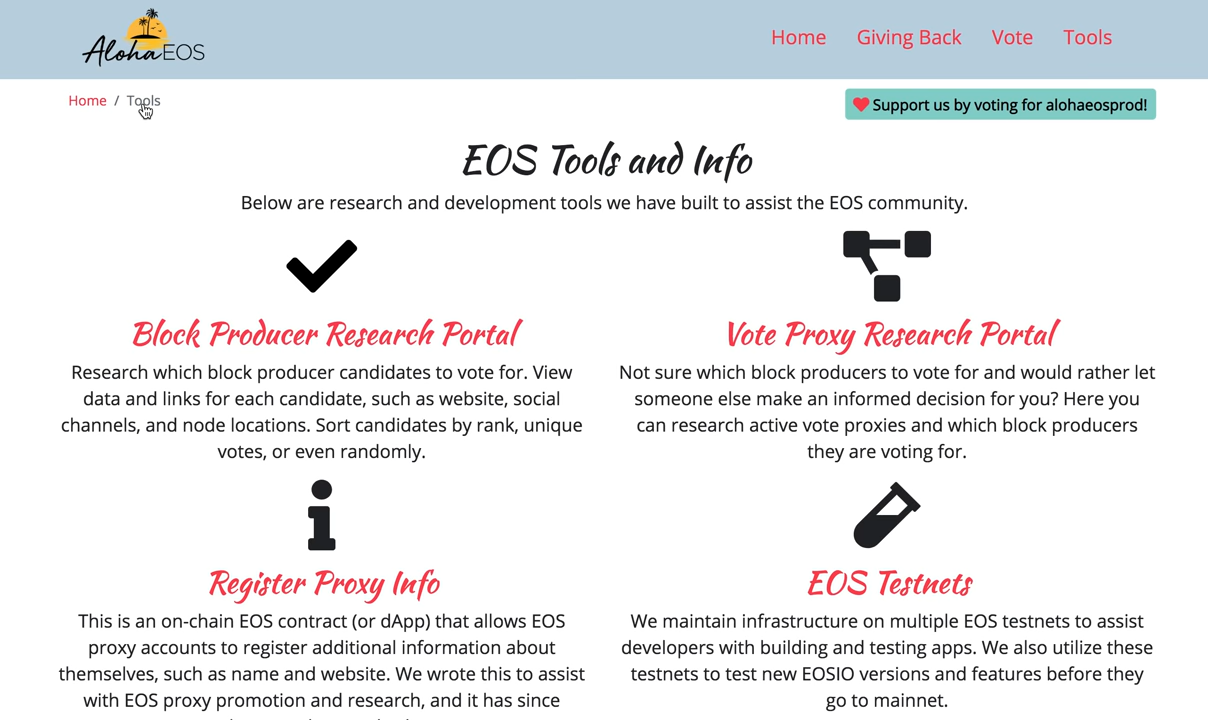 AlohaEOS
Home Giving Back Vote Tools
Home / Tools
Support us by voting for alohaeosprod!
EOS Tools and Info
Below are research and development tools we have built to assist the EOS community.
Block Producer Research Portal
Research which block producer candidates to vote for. View
data and links for each candidate, such as website, social
channels, and node locations. Sort candidates by rank, unique
votes, or even randomly.
Vote Proxy Research Portal
Not sure which block producers to vote for and would rather let
someone else make an informed decision for you? Here you
can research active vote proxies and which block producers
they are voting for.
Register Proxy Info
This is an on-chain EOS contract (or dApp) that allows EOS
proxy accounts to register additional information about
themselves, such as name and website. We wrote this to assist
with EOS proxy promotion and research, and it has since
EOS Testnets
We maintain infrastructure on multiple EOS testnets to assist
developers with building and testing apps. We also utilize these
testnets to test new EOSIO versions and features before they
go to mainnet.